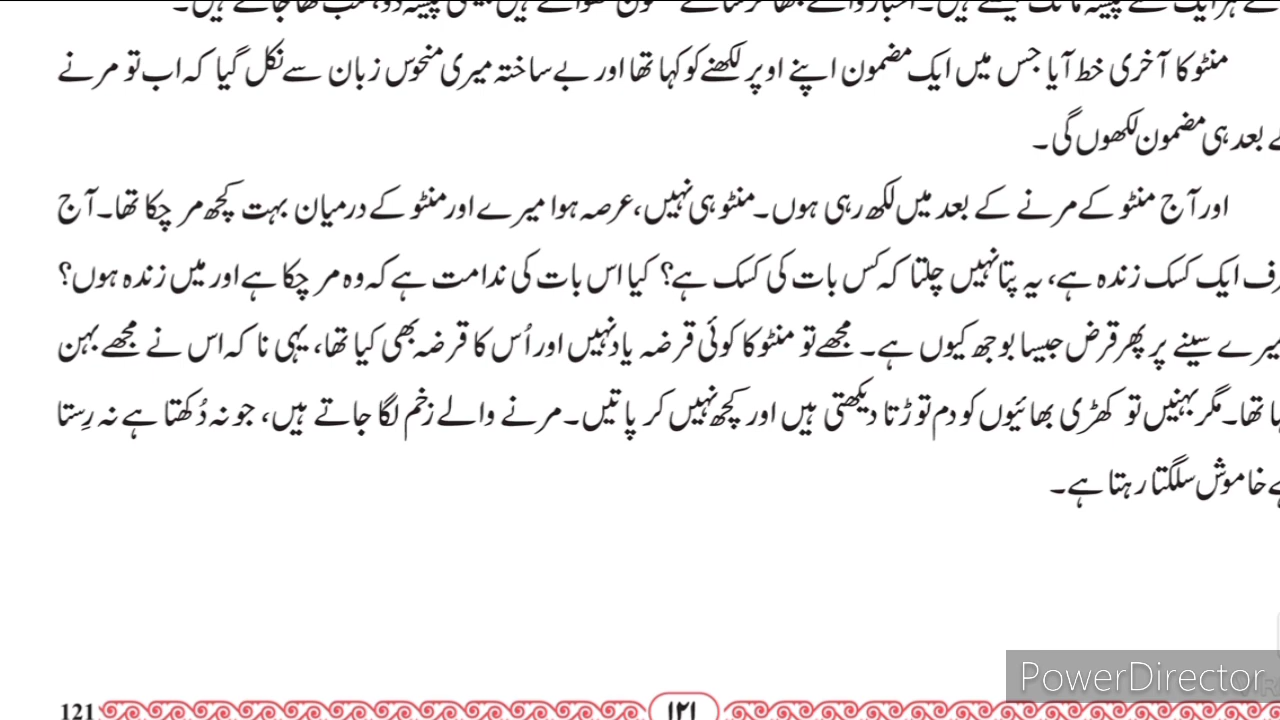 منٹو کا آخری خط آیا جس میں ایک مضمون اپنے اوپر لکھنے کو کہا تھا اور بے ساختہ میری منحوس زبان سے نکل گیا کہ اب تو مرنے
بعد ہی مضمون لکھوں گی۔
اور آج منٹو کے مرنے کے بعد میں لکھ رہی ہوں۔ منٹو ہی نہیں، عرصہ ہوا میرے اور منٹو کے درمیان بہت کچھ مر چکا تھا۔ آج
ایک کسک زندہ ہے، یہ پتا نہیں چلتا کہ کس بات کی کسک ہے؟ کیا اس بات کی ندامت ہے کہ وہ مر چکا ہے اور میں زندہ ہوں؟
میرے سینے پر پھر قرض جیسا بوجھ کیوں ہے۔ مجھے تو منٹو کا کوئی قرضہ یاد نہیں اور اُس کا قرضہ بھی کیا تھا، یہی نا کہ اس نے مجھے بہن
تھا۔ مگر بہنیں تو کھڑی بھائیوں کو دم توڑتا دیکھتی ہیں اور کچھ نہیں کر پاتیں۔ مرنے والے زخم لگا جاتے ہیں، جو نہ دُکھتا ہے نہ رِستا
خاموش سلگتا رہتا ہے۔
PowerDirector
121 ۱۲۱